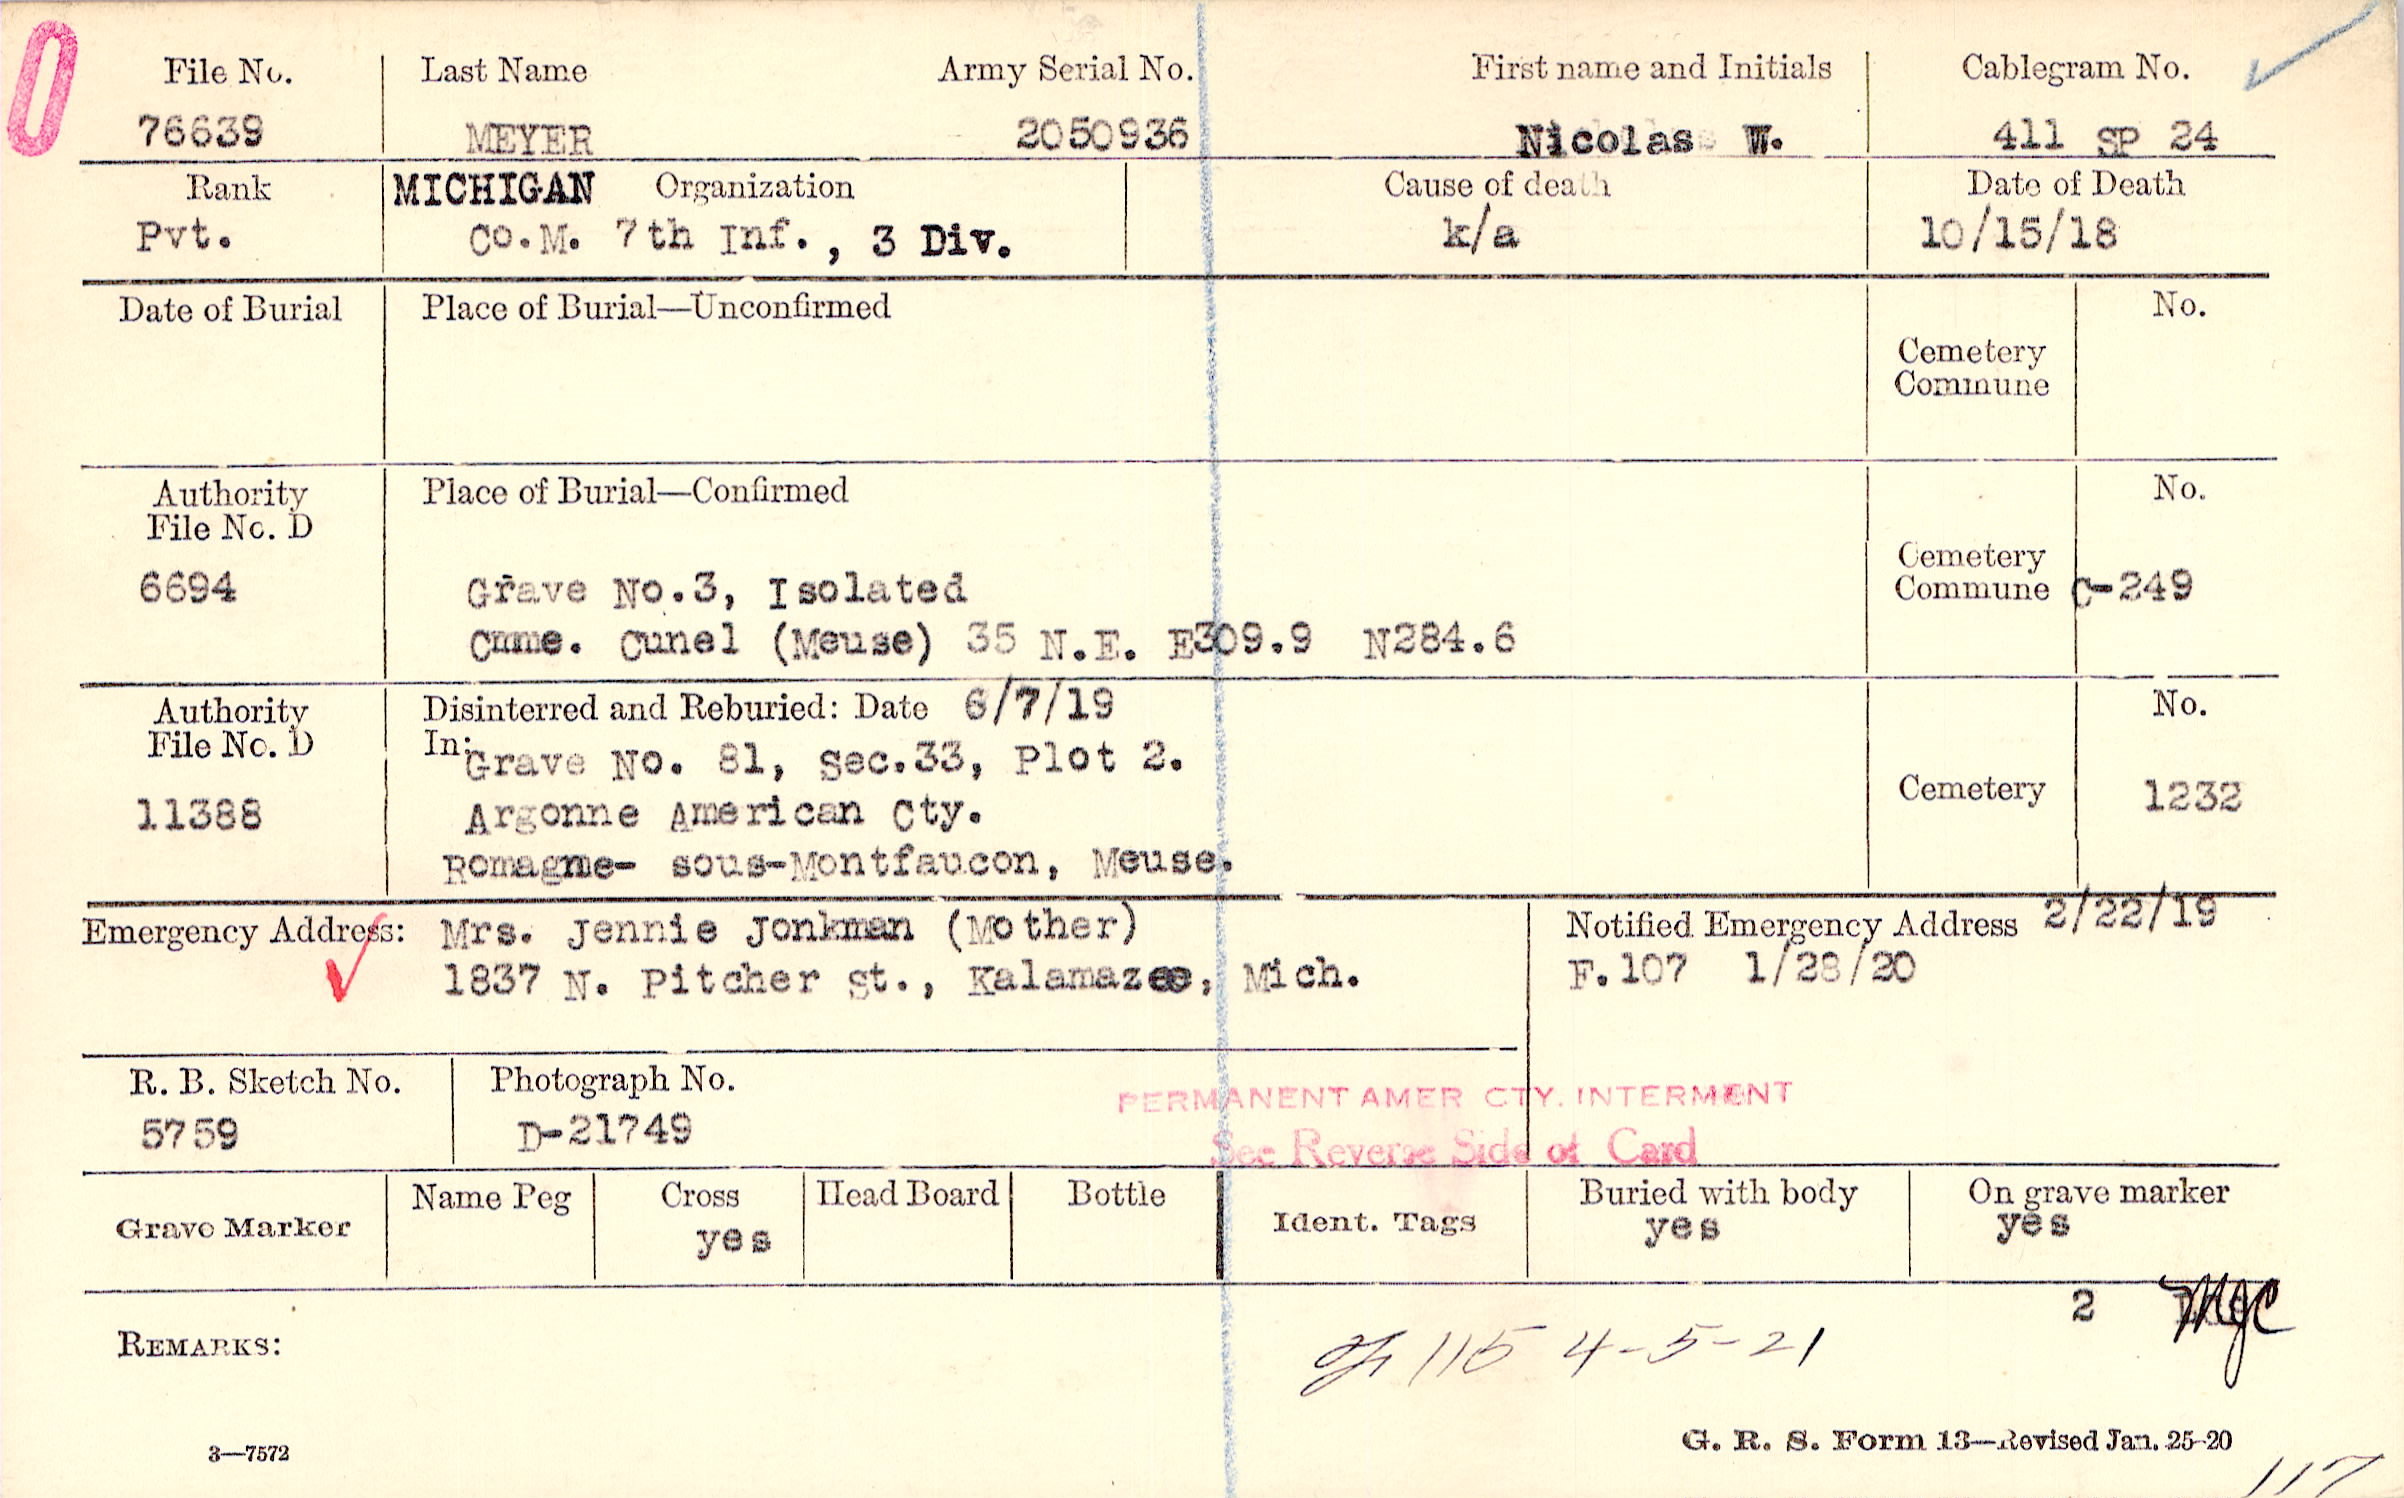 0
File No. Last Name Army Serial No. First name and Initials Cablegram No.
76639 MEYER 2050936 Nicolas W. 411 SP 24
Rank MICHIGAN Organization Cause of death Date of Death
Pvt. Co.M. 7th Inf., 3 Div. k/a 10/15/18
Date of Burial Place of Burial—Unconfirmed No.
Cemetery
Commune
Authority Place of Burial—Confirmed No.
File No. D
Cemetery
6694 Grave No.3, Isolated Commune C-249
Cmme. Cunel (Meuse) 35 N.E. E309.9 N284.6
Authority Disinterred and Reburied: Date 6/7/19 No.
File No. D In: Grave No. 81, Sec.33, Plot 2.
Cemetery 1232
11388 Argonne American Cty.
Romagne- sous-Montfaucon, Meuse.
Emergency Address: Mrs. Jennie Jonkman (Mother) Notified Emergency Address 2/22/19
1837 N. Pitcher St., Kalamazoo, Mich. F.107 1/28/20
R. B. Sketch No. Photograph No. PERMANENT AMER CTY. INTERMENT
5759 D-21749 See Reverse Side of Card
Grave Marker Name Peg Cross Head Board Bottle Ident. Tags Buried with body On grave marker
yes yes yes
2
REMARKS: 115 4-5-21
3—7572 G. R. S. Form 13—Revised Jan. 25-20
117